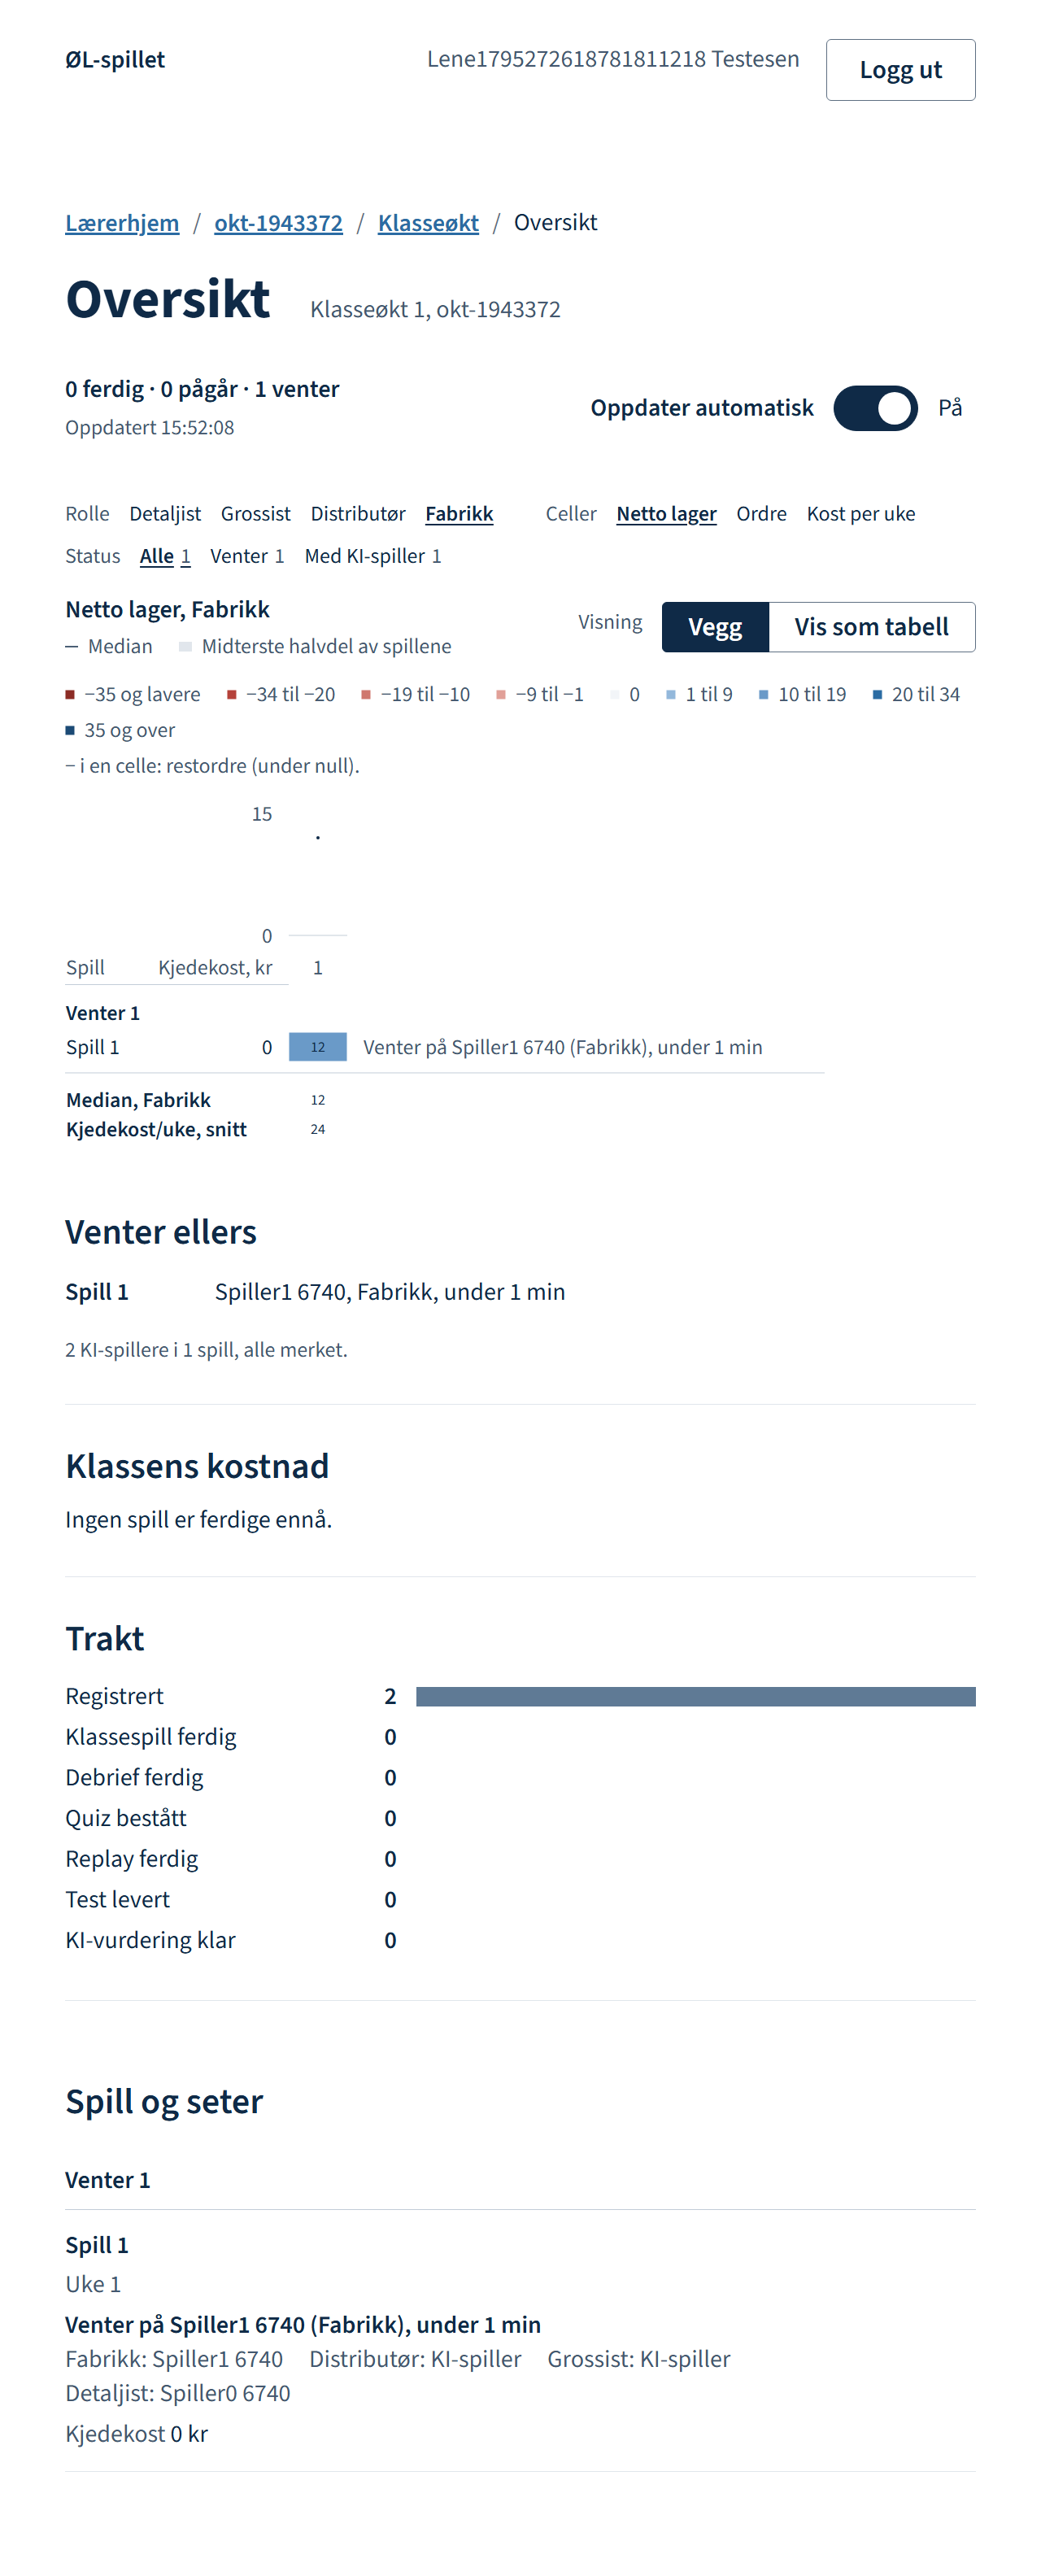 ØL-spillet
Lene1795272618781811218 Testesen
Logg ut
Lærerhjem / okt-1943372 / Klasseøkt / Oversikt
Oversikt Klasseøkt 1, okt-1943372
0 ferdig · 0 pågår · 1 venter
Oppdatert 15:52:08
Oppdater automatisk På
Rolle Detaljist Grossist Distributør Fabrikk Celler Netto lager Ordre Kost per uke
Status Alle 1 Venter 1 Med KI-spiller 1
Netto lager, Fabrikk
Median Midterste halvdel av spillene
Visning Vegg Vis som tabell
−35 og lavere −34 til −20 −19 til −10 −9 til −1 0 1 til 9 10 til 19 20 til 34
35 og over
− i en celle: restordre (under null).
15
0
Spill Kjedekost, kr 1
Venter 1
Spill 1 0 12 Venter på Spiller1 6740 (Fabrikk), under 1 min
Median, Fabrikk 12
Kjedekost/uke, snitt 24
Venter ellers
Spill 1 Spiller1 6740, Fabrikk, under 1 min
2 KI-spillere i 1 spill, alle merket.
Klassens kostnad
Ingen spill er ferdige ennå.
Trakt
Registrert 2
Klassespill ferdig 0
Debrief ferdig 0
Quiz bestått 0
Replay ferdig 0
Test levert 0
KI-vurdering klar 0
Spill og seter
Venter 1
Spill 1
Uke 1
Venter på Spiller1 6740 (Fabrikk), under 1 min
Fabrikk: Spiller1 6740 Distributør: KI-spiller Grossist: KI-spiller
Detaljist: Spiller0 6740
Kjedekost 0 kr